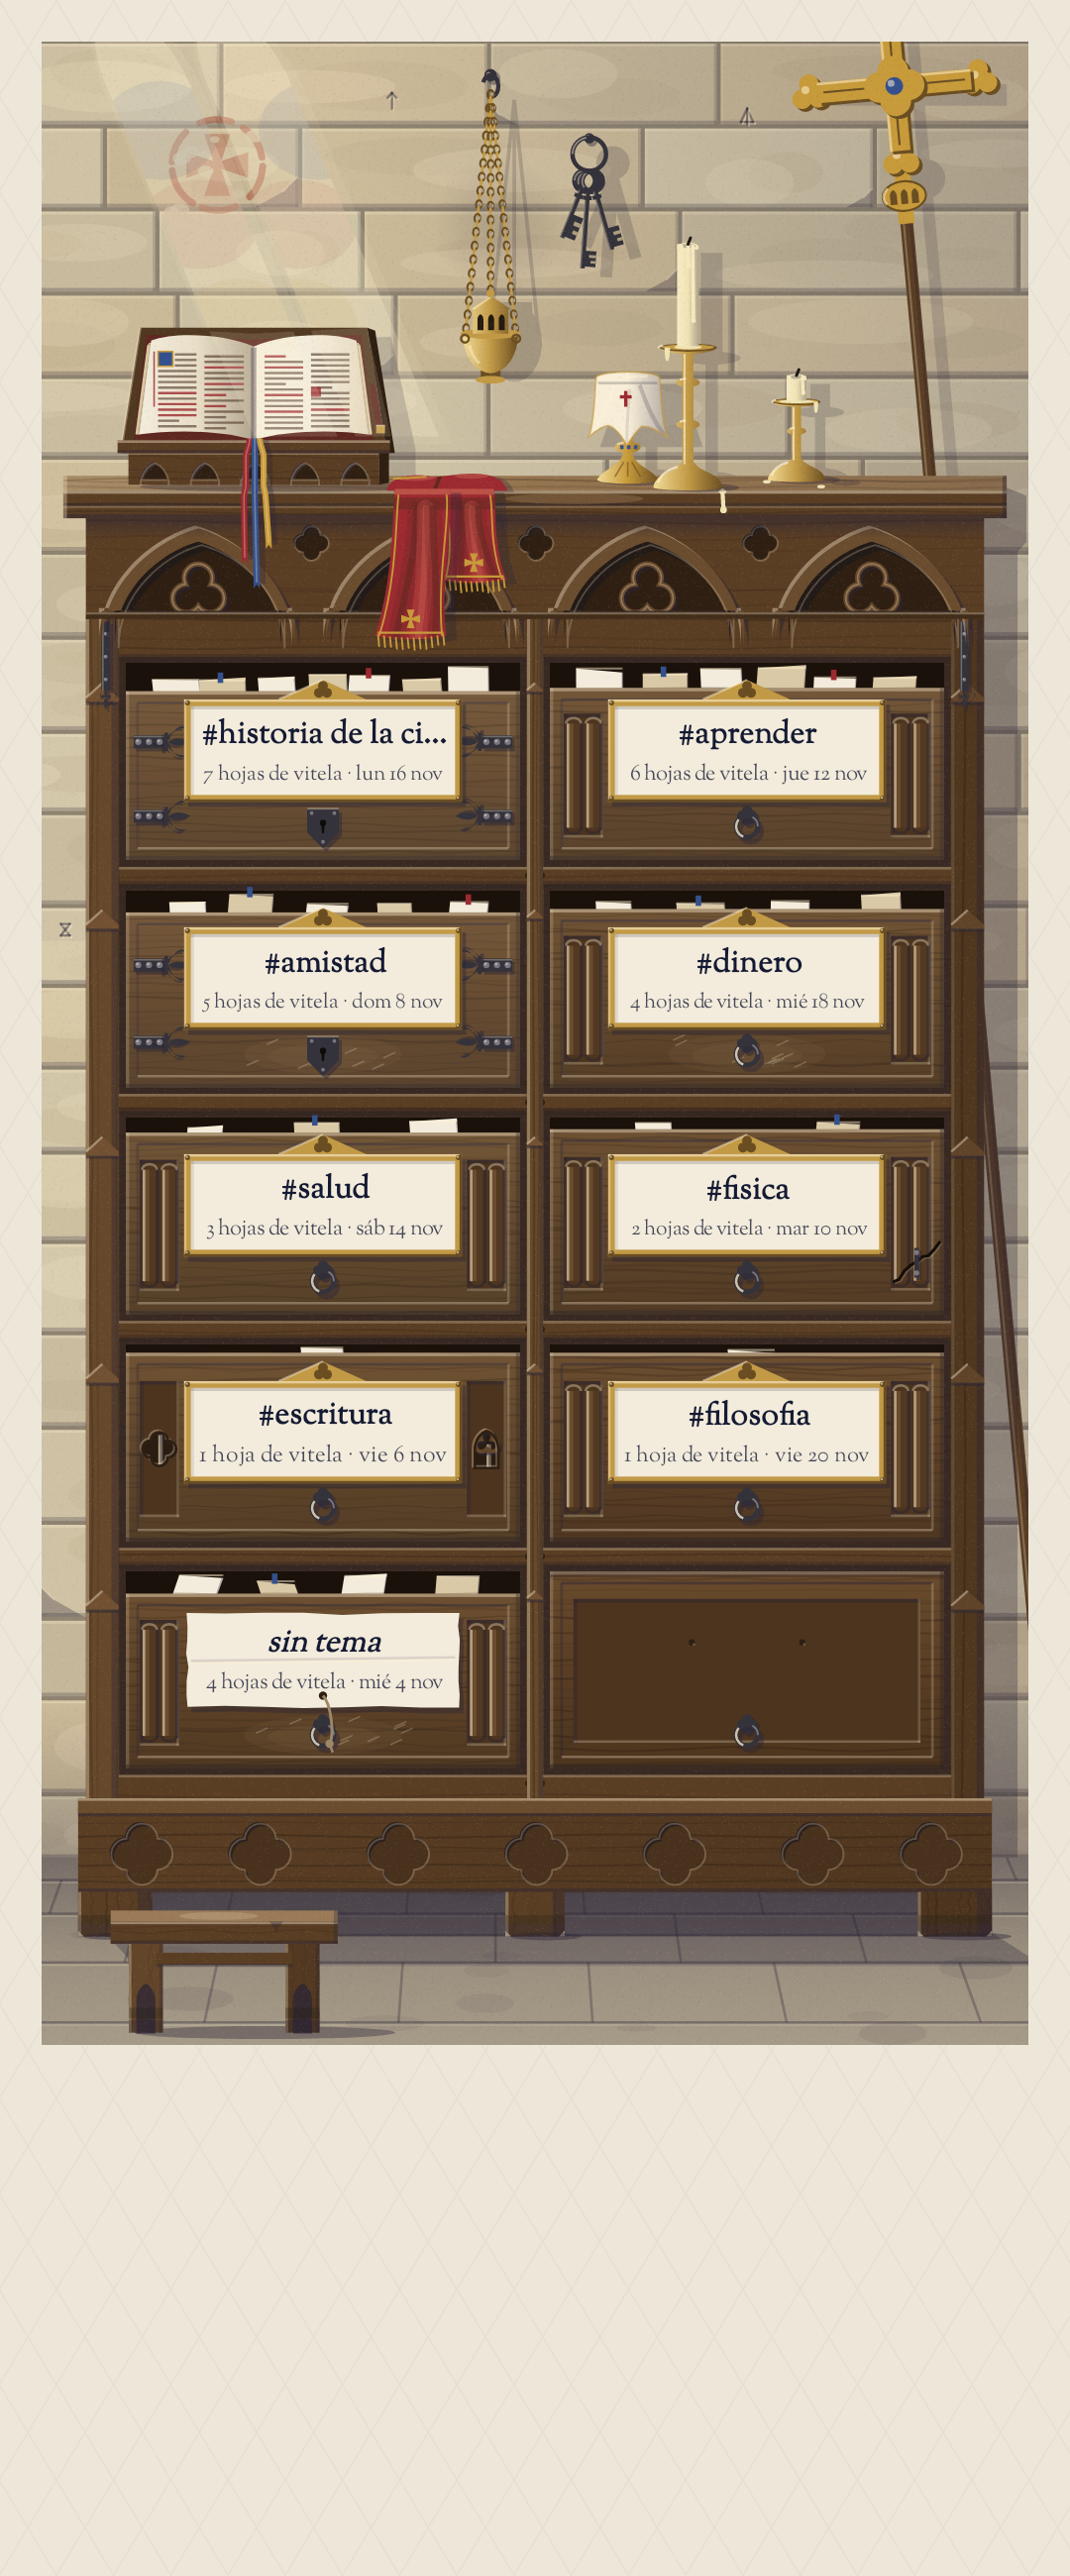 #historia de la ci...
7 hojas de vitela · lun 16 nov
#aprender
6 hojas de vitela · jue 12 nov
#amistad
5 hojas de vitela · dom 8 nov
#dinero
4 hojas de vitela · mié 18 nov
#salud
3 hojas de vitela · sáb 14 nov
#fisica
2 hojas de vitela · mar 10 nov
#escritura
1 hoja de vitela · vie 6 nov
#filosofia
1 hoja de vitela · vie 20 nov
sin tema
4 hojas de vitela · mié 4 nov